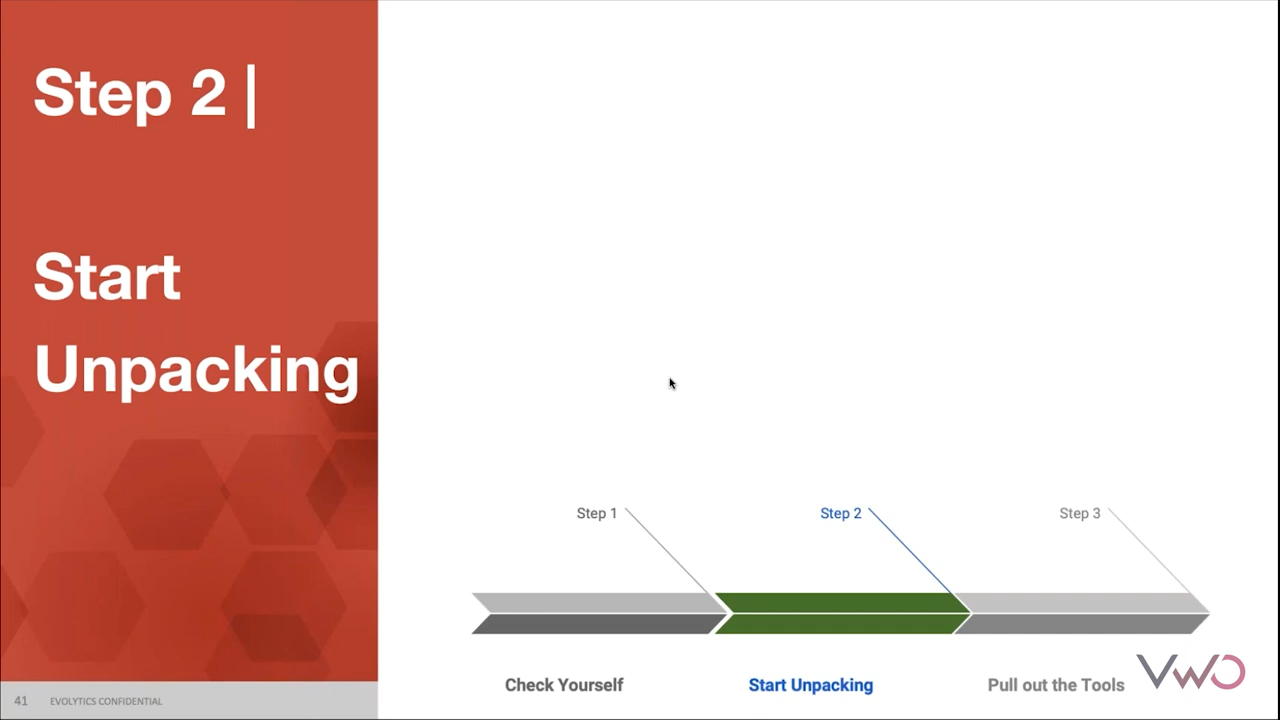 Step 2 |
Start
Unpacking
Step 1
Step 2
Step 3
Check Yourself
Start Unpacking
Pull out the Tools
VWO
41
EVOLYTICS CONFIDENTIAL